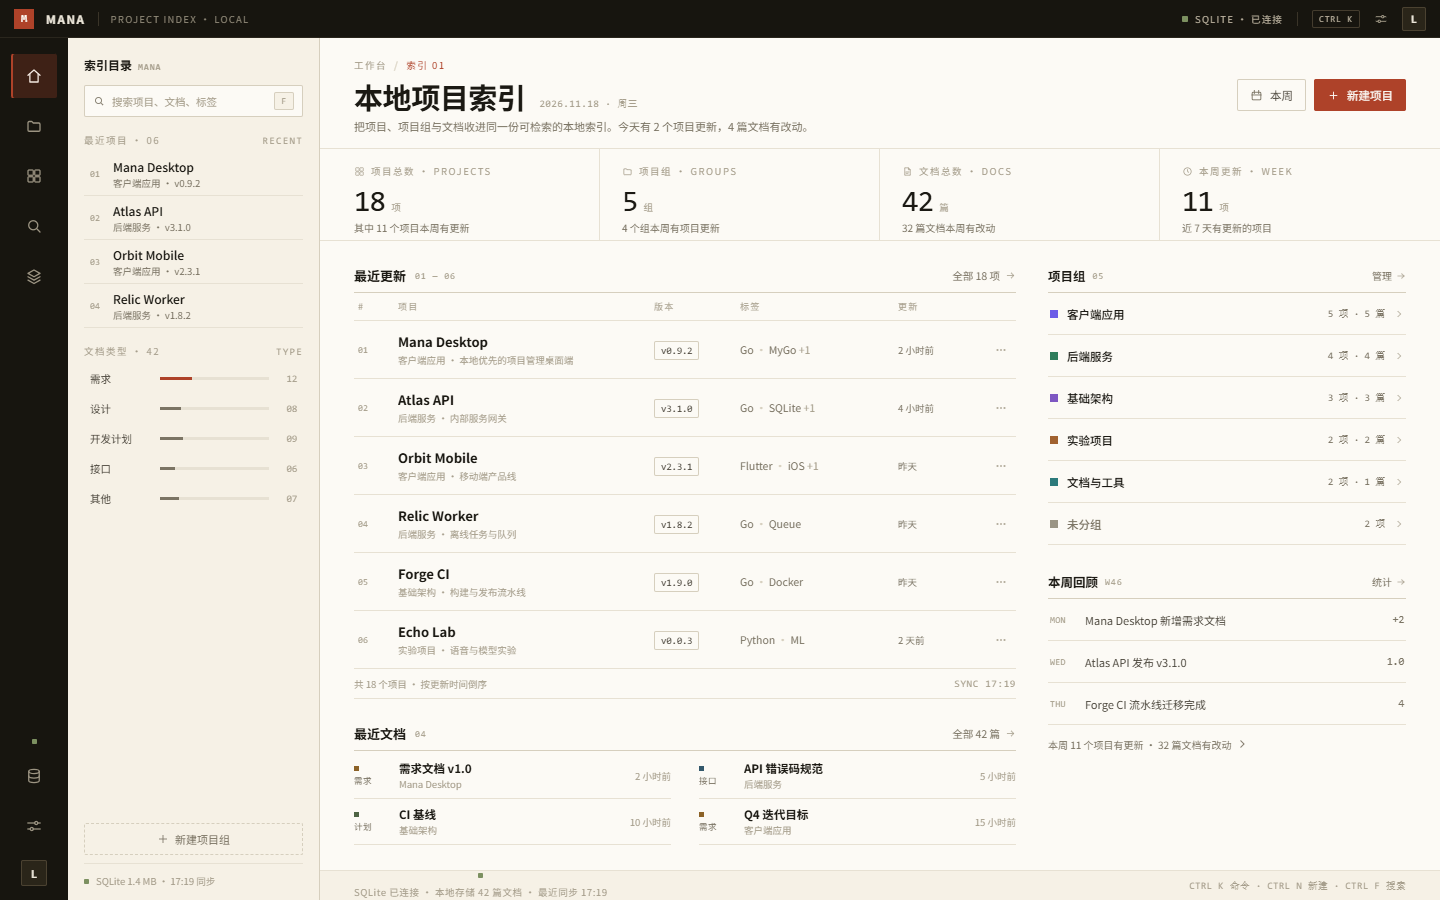 M MANA PROJECT INDEX • LOCAL
SQLITE • 已连接 CTRL K L
索引目录 MANA
搜索项目、文档、标签 F
最近项目 • 06 RECENT
01 Mana Desktop
客户端应用 • v0.9.2
02 Atlas API
后端服务 • v3.1.0
03 Orbit Mobile
客户端应用 • v2.3.1
04 Relic Worker
后端服务 • v1.8.2
文档类型 • 42 TYPE
需求 12
设计 08
开发计划 09
接口 06
其他 07
+ 新建项目组
SQLite 1.4 MB • 17:19 同步
L
工作台 / 索引 01
本地项目索引 2026.11.18 · 周三
把项目、项目组与文档收进同一份可检索的本地索引。今天有 2 个项目更新，4 篇文档有改动。
本周
+ 新建项目
项目总数 • PROJECTS
18 项
其中 11 个项目本周有更新
项目组 • GROUPS
5 组
4 个组本周有项目更新
文档总数 • DOCS
42 篇
32 篇文档本周有改动
本周更新 • WEEK
11 项
近 7 天有更新的项目
最近更新 01 — 06 全部 18 项 →
# 项目 版本 标签 更新
01 Mana Desktop v0.9.2 Go • MyGo +1 2 小时前 ···
客户端应用 • 本地优先的项目管理桌面端
02 Atlas API v3.1.0 Go • SQLite +1 4 小时前 ···
后端服务 • 内部服务网关
03 Orbit Mobile v2.3.1 Flutter • iOS +1 昨天 ···
客户端应用 • 移动端产品线
04 Relic Worker v1.8.2 Go • Queue 昨天 ···
后端服务 • 离线任务与队列
05 Forge CI v1.9.0 Go • Docker 昨天 ···
基础架构 • 构建与发布流水线
06 Echo Lab v0.0.3 Python • ML 2 天前 ···
实验项目 • 语音与模型实验
共 18 个项目 • 按更新时间倒序 SYNC 17:19
最近文档 04 全部 42 篇 →
需求 需求文档 v1.0 2 小时前
Mana Desktop
接口 API 错误码规范 5 小时前
后端服务
计划 CI 基线 10 小时前
基础架构
需求 Q4 迭代目标 15 小时前
客户端应用
项目组 05 管理 →
客户端应用 5 项 · 5 篇
后端服务 4 项 · 4 篇
基础架构 3 项 · 3 篇
实验项目 2 项 · 2 篇
文档与工具 2 项 · 1 篇
未分组 2 项
本周回顾 W46 统计 →
MON Mana Desktop 新增需求文档 +2
WED Atlas API 发布 v3.1.0 1.0
THU Forge CI 流水线迁移完成 4
本周 11 个项目有更新 • 32 篇文档有改动
SQLite 已连接 • 本地存储 42 篇文档 • 最近同步 17:19
CTRL K 命令 · CTRL N 新建 · CTRL F 搜索